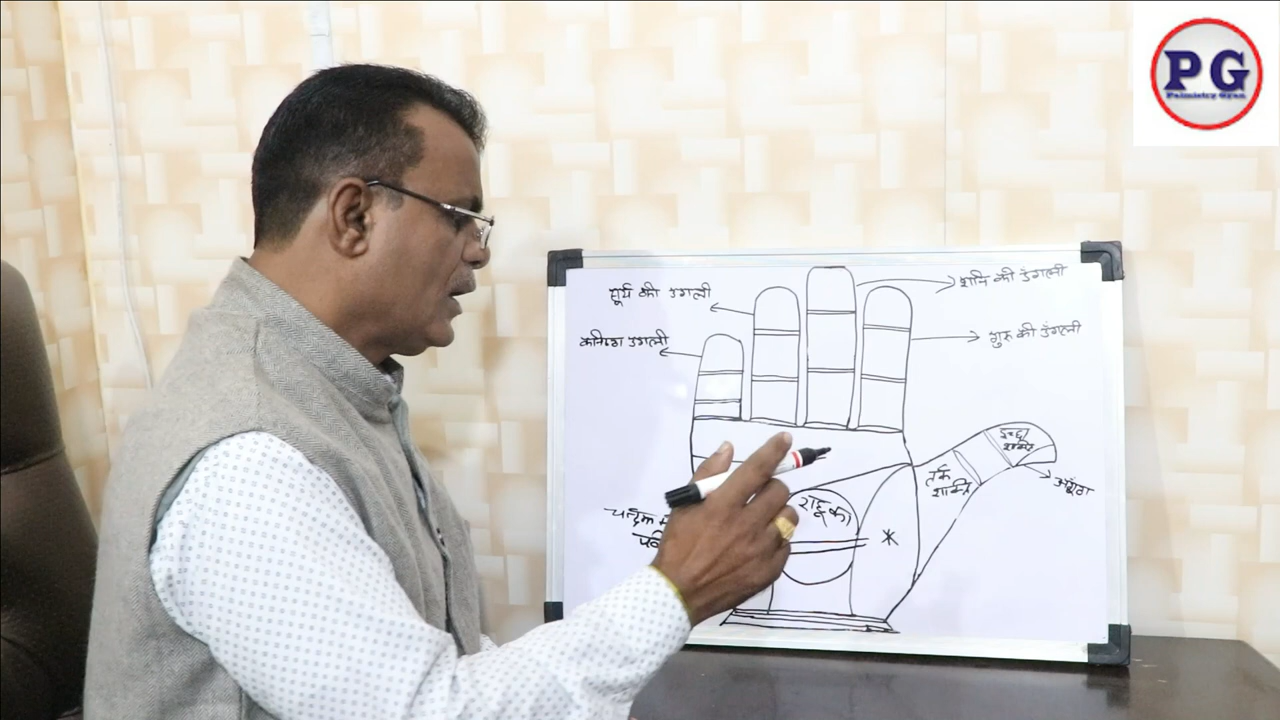 PG
Palmistry Gyan
सूर्य की उंगली
शनि की उंगली
कनिष्ठा उंगली
गुरु की उंगली
इच्छा
शक्ति
तर्क
शक्ति
अंगूठा
राहू का